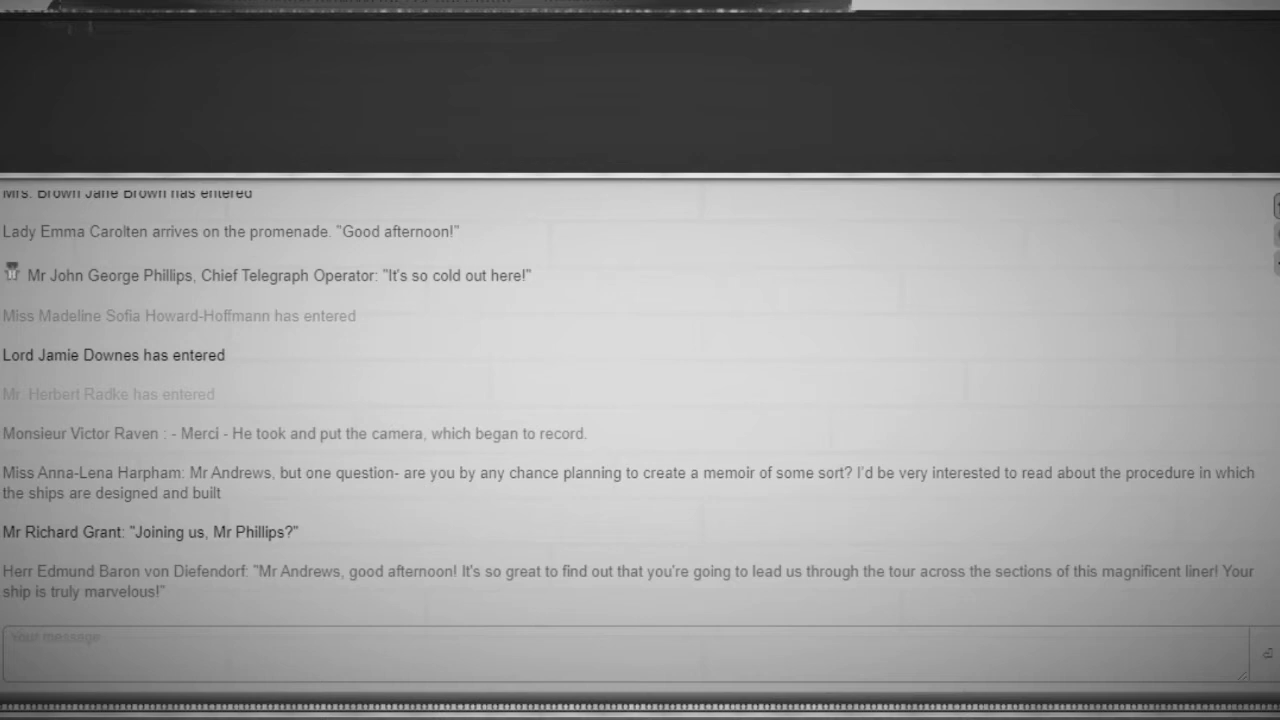 Mrs. Brown Jane Brown has entered
Lady Emma Carolten arrives on the promenade. "Good afternoon!"
Mr John George Phillips, Chief Telegraph Operator: "It's so cold out here!"
Miss Madeline Sofia Howard-Hoffmann has entered
Lord Jamie Downes has entered
Mr. Herbert Radke has entered
Monsieur Victor Raven : - Merci - He took and put the camera, which began to record.
Miss Anna-Lena Harpham: Mr Andrews, but one question- are you by any chance planning to create a memoir of some sort? I'd be very interested to read about the procedure in which
the ships are designed and built
Mr Richard Grant: "Joining us, Mr Phillips?"
Herr Edmund Baron von Diefendorf: "Mr Andrews, good afternoon! It's so great to find out that you're going to lead us through the tour across the sections of this magnificent liner! Your
ship is truly marvelous!"
Your message